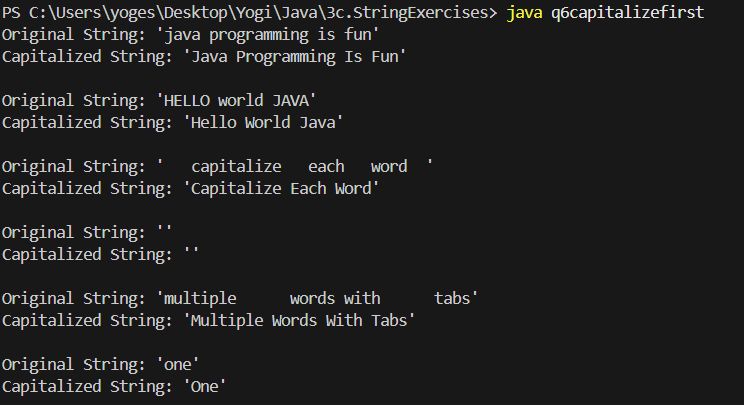 PS C:\Users\yoges\Desktop\Yogi\Java\3c.StringExercises> java q6capitalizefirst
Original String: 'java programming is fun'
Capitalized String: 'Java Programming Is Fun'
Original String: 'HELLO world JAVA'
Capitalized String: 'Hello World Java'
Original String: '   capitalize   each   word  '
Capitalized String: 'Capitalize Each Word'
Original String: ''
Capitalized String: ''
Original String: 'multiple      words with      tabs'
Capitalized String: 'Multiple Words With Tabs'
Original String: 'one'
Capitalized String: 'One'